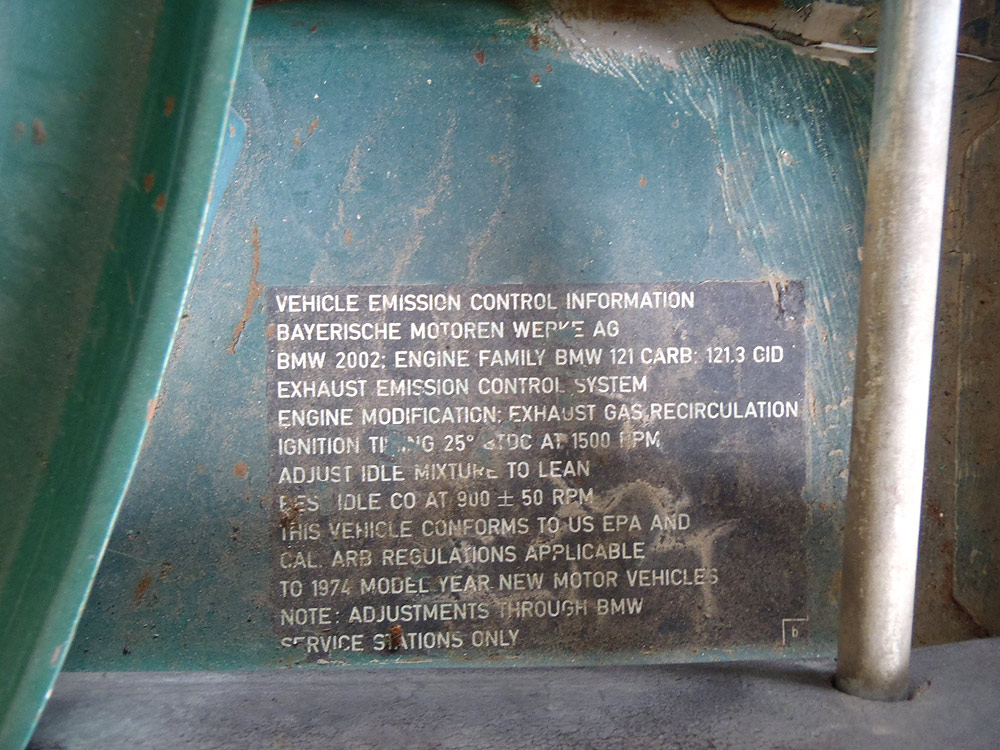 VEHICLE EMISSION CONTROL INFORMATION
BAYERISCHE MOTOREN WERKE AG
BMW 2002; ENGINE FAMILY BMW 121 CARB; 121.3 CID
EXHAUST EMISSION CONTROL SYSTEM
ENGINE MODIFICATION; EXHAUST GAS RECIRCULATION
IGNITION TIMING 25° BTDC AT 1500 RPM
ADJUST IDLE MIXTURE TO LEAN
IDLE CO AT 900 ± 50 RPM
THIS VEHICLE CONFORMS TO US EPA AND
CAL. ARB REGULATIONS APPLICABLE
TO 1974 MODEL YEAR NEW MOTOR VEHICLES
NOTE: ADJUSTMENTS THROUGH BMW
SERVICE STATIONS ONLY
b